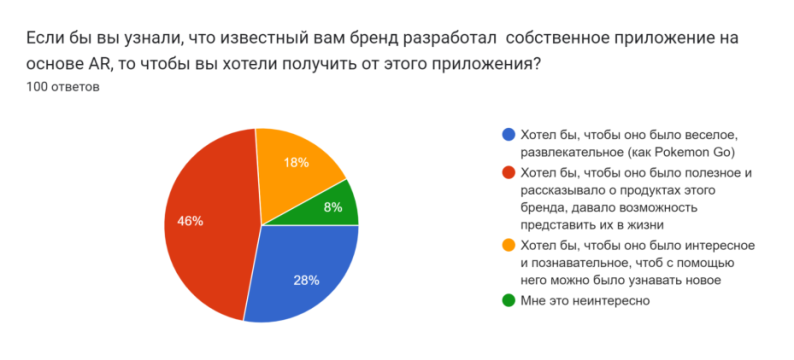 Если бы вы узнали, что известный вам бренд разработал  собственное приложение на
основе AR, то чтобы вы хотели получить от этого приложения?
100 ответов
18%
8%
46%
28%
Хотел бы, чтобы оно было веселое,
развлекательное (как Pokemon Go)
Хотел бы, чтобы оно было полезное и
рассказывало о продуктах этого
бренда, давало возможность
представить их в жизни
Хотел бы, чтобы оно было интересное
и познавательное, чтоб с помощью
него можно было узнавать новое
Мне это неинтересно